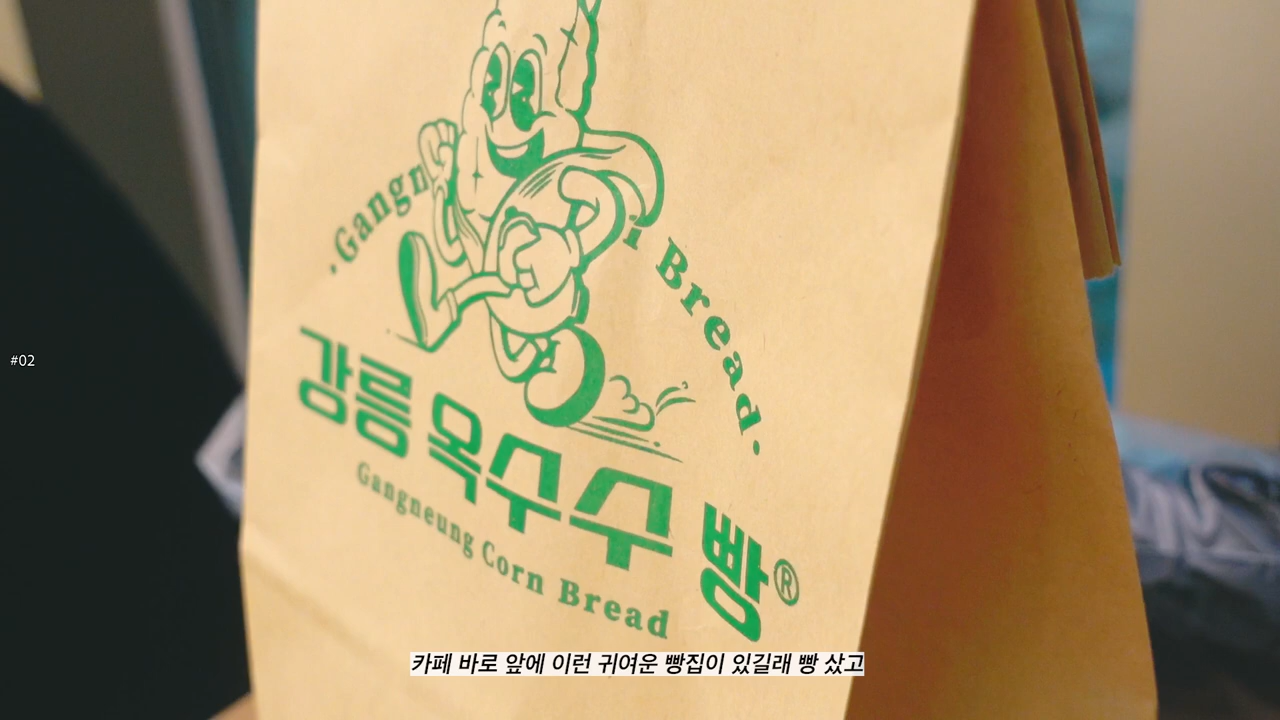 ·Gangn
i Bread·
강릉 옥수수 빵®
Gangneung Corn Bread
#02
카페 바로 앞에 이런 귀여운 빵집이 있길래 빵 샀고